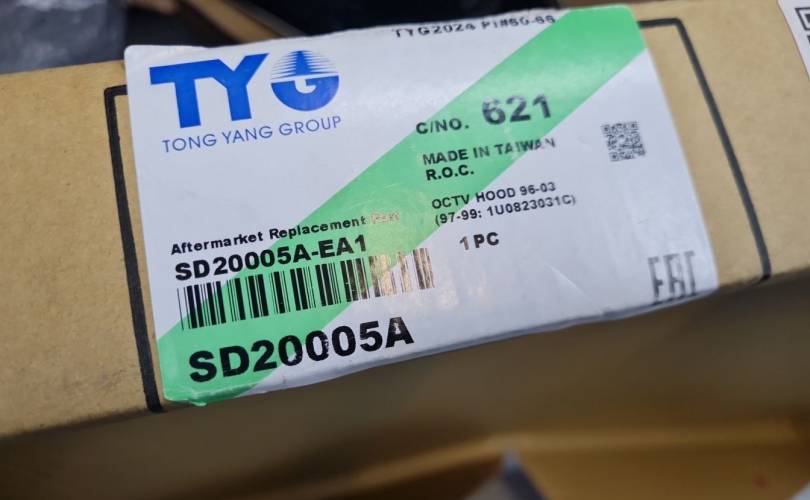 TYG2024 PI#60-66
TYG
TONG YANG GROUP
C/NO. 621
MADE IN TAIWAN
R.O.C.
OCTV HOOD 96-03
(97-99: 1U0823031C)
1 PC
Aftermarket Replacement
SD20005A-EA1
SD20005A
EAC